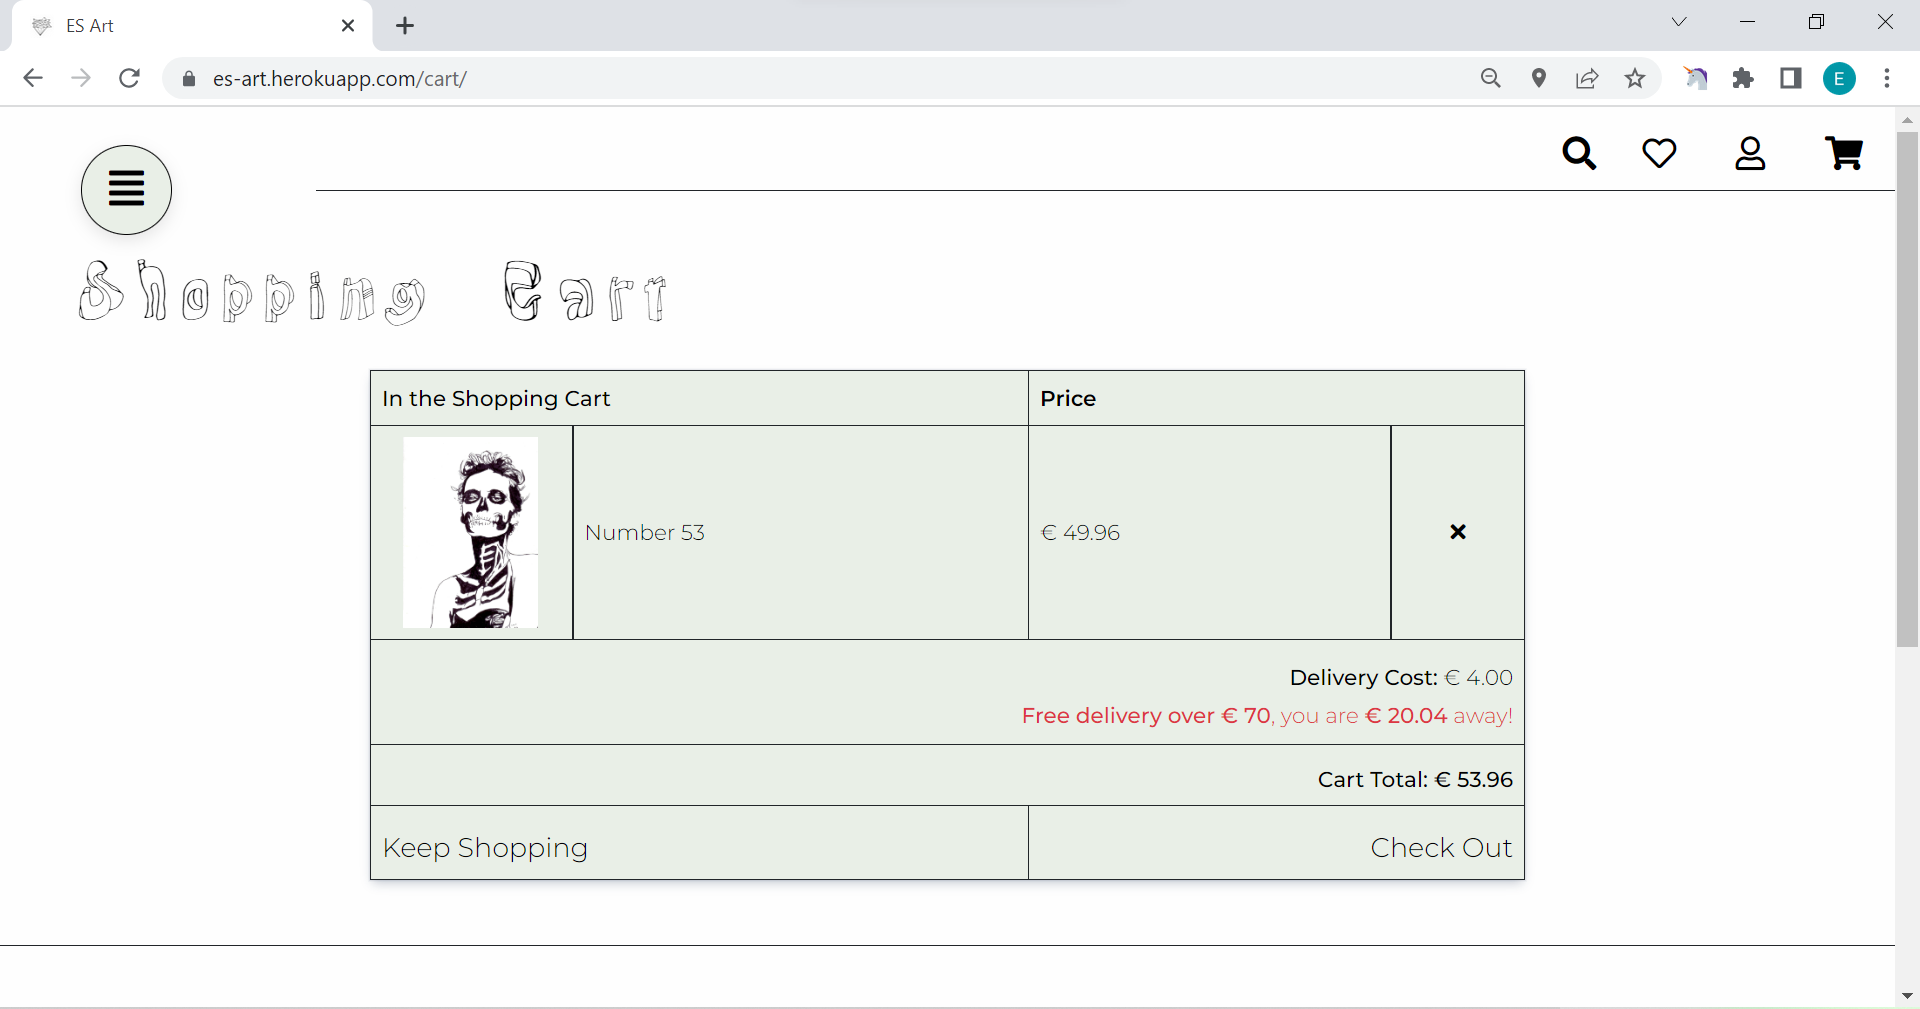 ES Art
es-art.herokuapp.com/cart/
E
Shopping Cart
In the Shopping Cart
Price
Number 53
€ 49.96
Delivery Cost: € 4.00
Free delivery over € 70, you are € 20.04 away!
Cart Total: € 53.96
Keep Shopping
Check Out